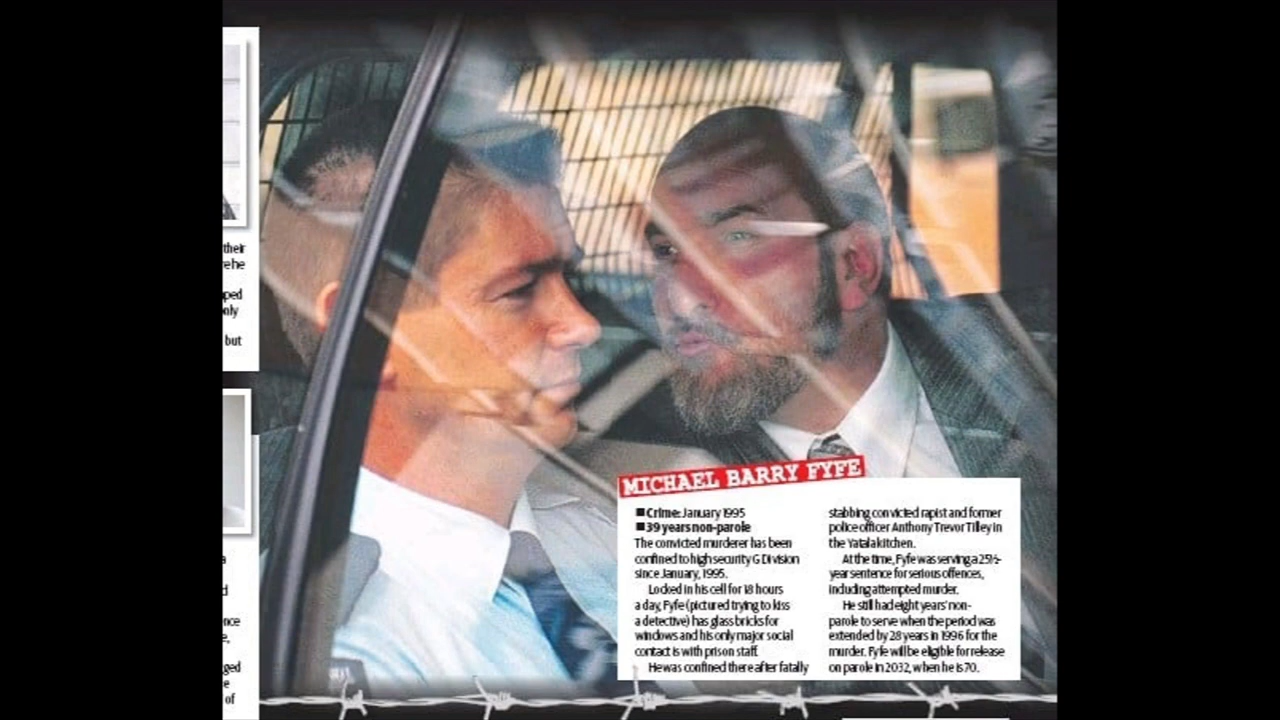 their
re he
ped
only
but
nce
e,
ged
e
of
MICHAEL BARRY FYFE
■ Crime: January 1995
■ 39 years non-parole
The convicted murderer has been
confined to high security G Division
since January, 1995.
Locked in his cell for 18 hours
a day, Fyfe (pictured trying to kiss
a detective) has glass bricks for
windows and his only major social
contact is with prison staff.
He was confined there after fatally
stabbing convicted rapist and former
police officer Anthony Trevor Tilley in
the Yatala kitchen.
At the time, Fyfe was serving a 25½-
year sentence for serious offences,
including attempted murder.
He still had eight years' non-
parole to serve when the period was
extended by 28 years in 1996 for the
murder. Fyfe will be eligible for release
on parole in 2032, when he is 70.